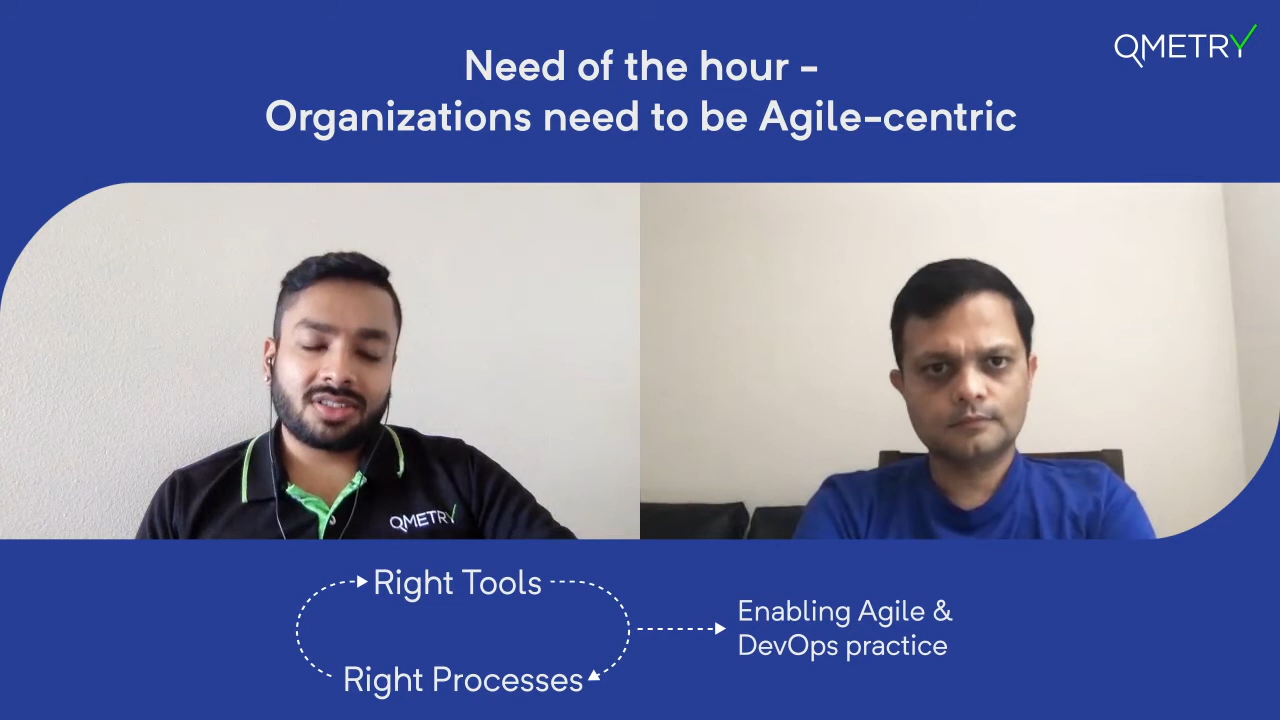 QMETRY
Need of the hour -
Organizations need to be Agile-centric
QMETRY
Right Tools
Enabling Agile &
DevOps practice
Right Processes